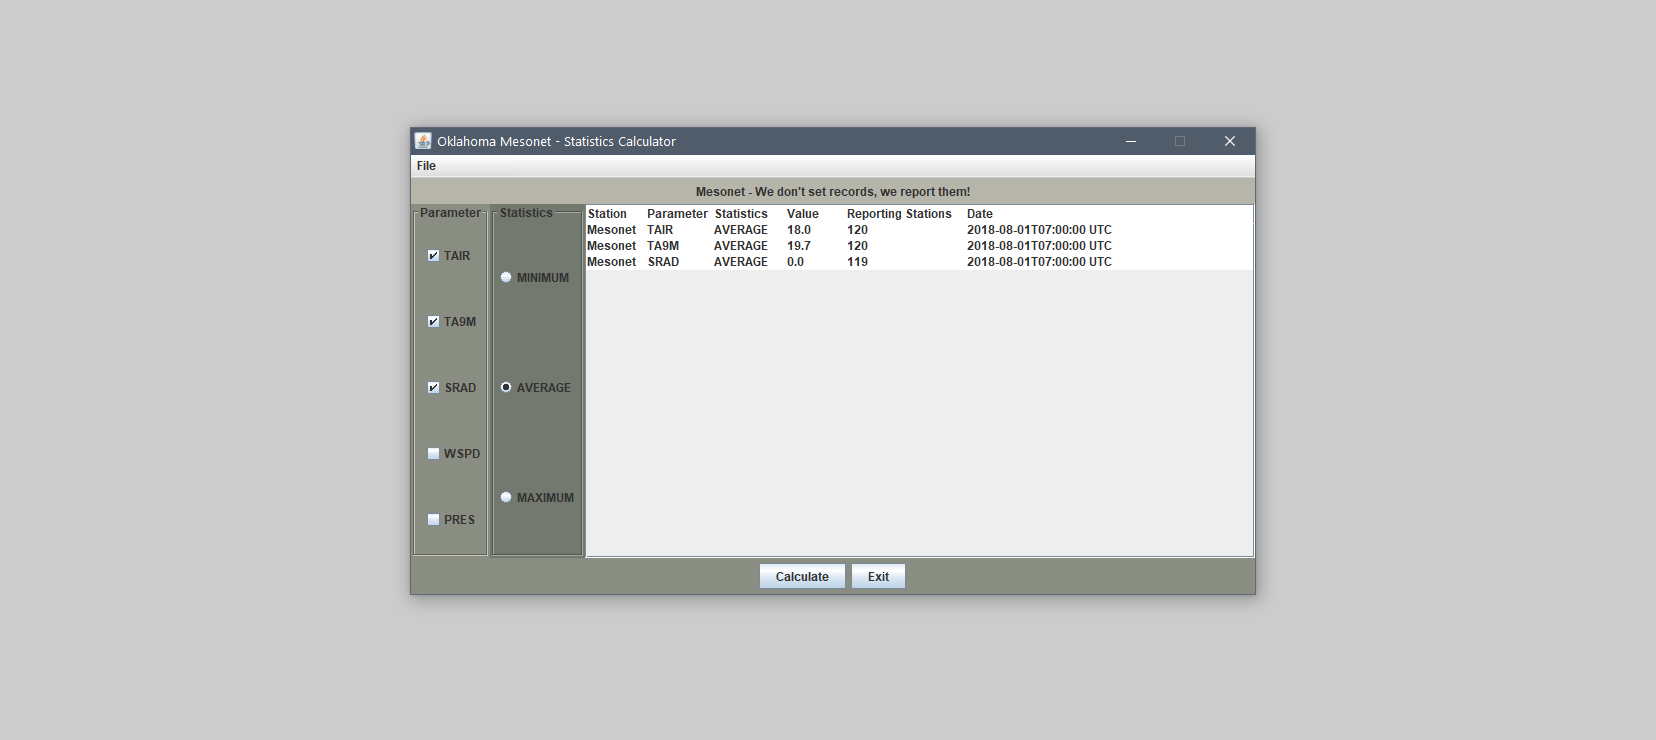 Oklahoma Mesonet - Statistics Calculator
File
Mesonet - We don't set records, we report them!
Parameter
TAIR
TA9M
SRAD
WSPD
PRES
Statistics
MINIMUM
AVERAGE
MAXIMUM
Station Parameter Statistics Value Reporting Stations Date
Mesonet TAIR AVERAGE 18.0 120 2018-08-01T07:00:00 UTC
Mesonet TA9M AVERAGE 19.7 120 2018-08-01T07:00:00 UTC
Mesonet SRAD AVERAGE 0.0 119 2018-08-01T07:00:00 UTC
Calculate Exit